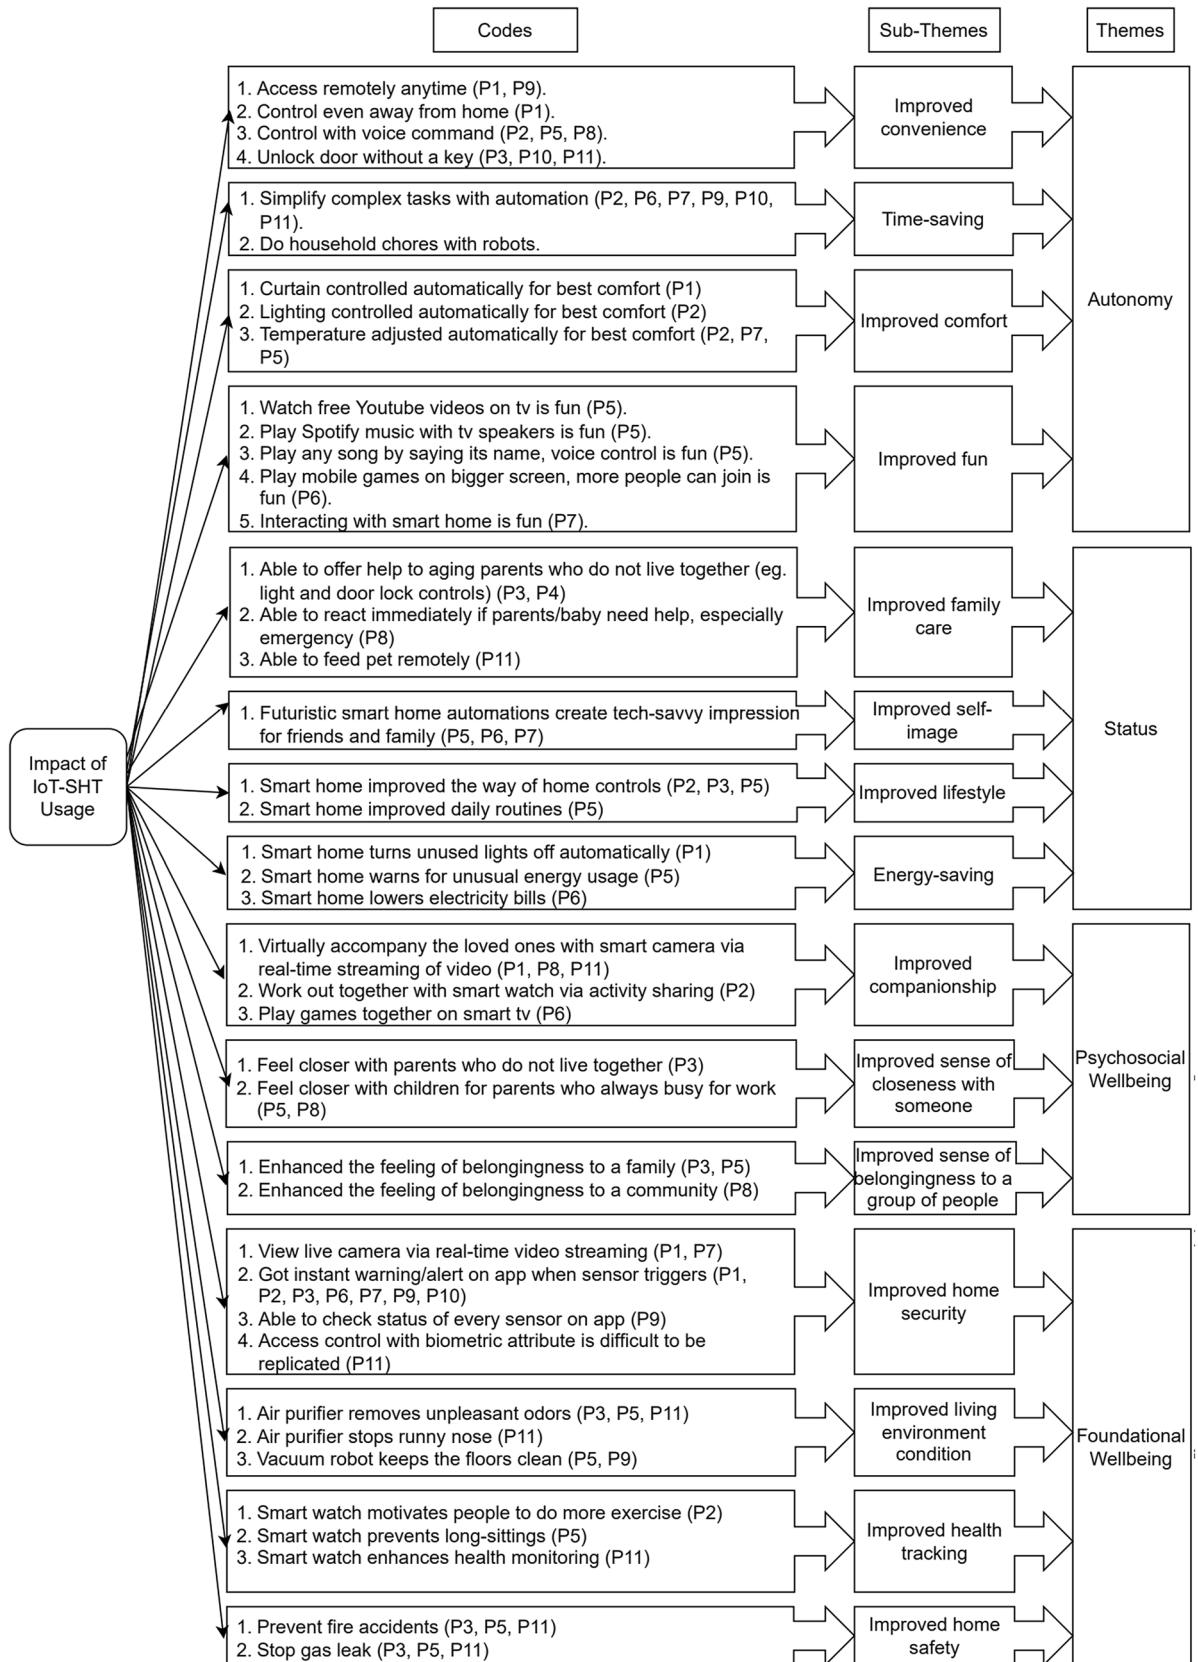 Codes
Sub-Themes
Themes
1. Access remotely anytime (P1, P9).
2. Control even away from home (P1).
3. Control with voice command (P2, P5, P8).
4. Unlock door without a key (P3, P10, P11).
Improved
convenience
1. Simplify complex tasks with automation (P2, P6, P7, P9, P10,
P11).
2. Do household chores with robots.
Time-saving
1. Curtain controlled automatically for best comfort (P1)
2. Lighting controlled automatically for best comfort (P2)
3. Temperature adjusted automatically for best comfort (P2, P7,
P5)
Improved comfort
Autonomy
1. Watch free Youtube videos on tv is fun (P5).
2. Play Spotify music with tv speakers is fun (P5).
3. Play any song by saying its name, voice control is fun (P5).
4. Play mobile games on bigger screen, more people can join is
fun (P6).
5. Interacting with smart home is fun (P7).
Improved fun
1. Able to offer help to aging parents who do not live together (eg.
light and door lock controls) (P3, P4)
2. Able to react immediately if parents/baby need help, especially
emergency (P8)
3. Able to feed pet remotely (P11)
Improved family
care
1. Futuristic smart home automations create tech-savvy impression
for friends and family (P5, P6, P7)
Improved self-
image
Status
Impact of
IoT-SHT
Usage
1. Smart home improved the way of home controls (P2, P3, P5)
2. Smart home improved daily routines (P5)
Improved lifestyle
1. Smart home turns unused lights off automatically (P1)
2. Smart home warns for unusual energy usage (P5)
3. Smart home lowers electricity bills (P6)
Energy-saving
1. Virtually accompany the loved ones with smart camera via
real-time streaming of video (P1, P8, P11)
2. Work out together with smart watch via activity sharing (P2)
3. Play games together on smart tv (P6)
Improved
companionship
1. Feel closer with parents who do not live together (P3)
2. Feel closer with children for parents who always busy for work
(P5, P8)
Improved sense of
closeness with
someone
Psychosocial
Wellbeing
1. Enhanced the feeling of belongingness to a family (P3, P5)
2. Enhanced the feeling of belongingness to a community (P8)
Improved sense of
belongingness to a
group of people
1. View live camera via real-time video streaming (P1, P7)
2. Got instant warning/alert on app when sensor triggers (P1,
P2, P3, P6, P7, P9, P10)
3. Able to check status of every sensor on app (P9)
4. Access control with biometric attribute is difficult to be
replicated (P11)
Improved home
security
1. Air purifier removes unpleasant odors (P3, P5, P11)
2. Air purifier stops runny nose (P11)
3. Vacuum robot keeps the floors clean (P5, P9)
Improved living
environment
condition
Foundational
Wellbeing
1. Smart watch motivates people to do more exercise (P2)
2. Smart watch prevents long-sittings (P5)
3. Smart watch enhances health monitoring (P11)
Improved health
tracking
1. Prevent fire accidents (P3, P5, P11)
2. Stop gas leak (P3, P5, P11)
Improved home
safety